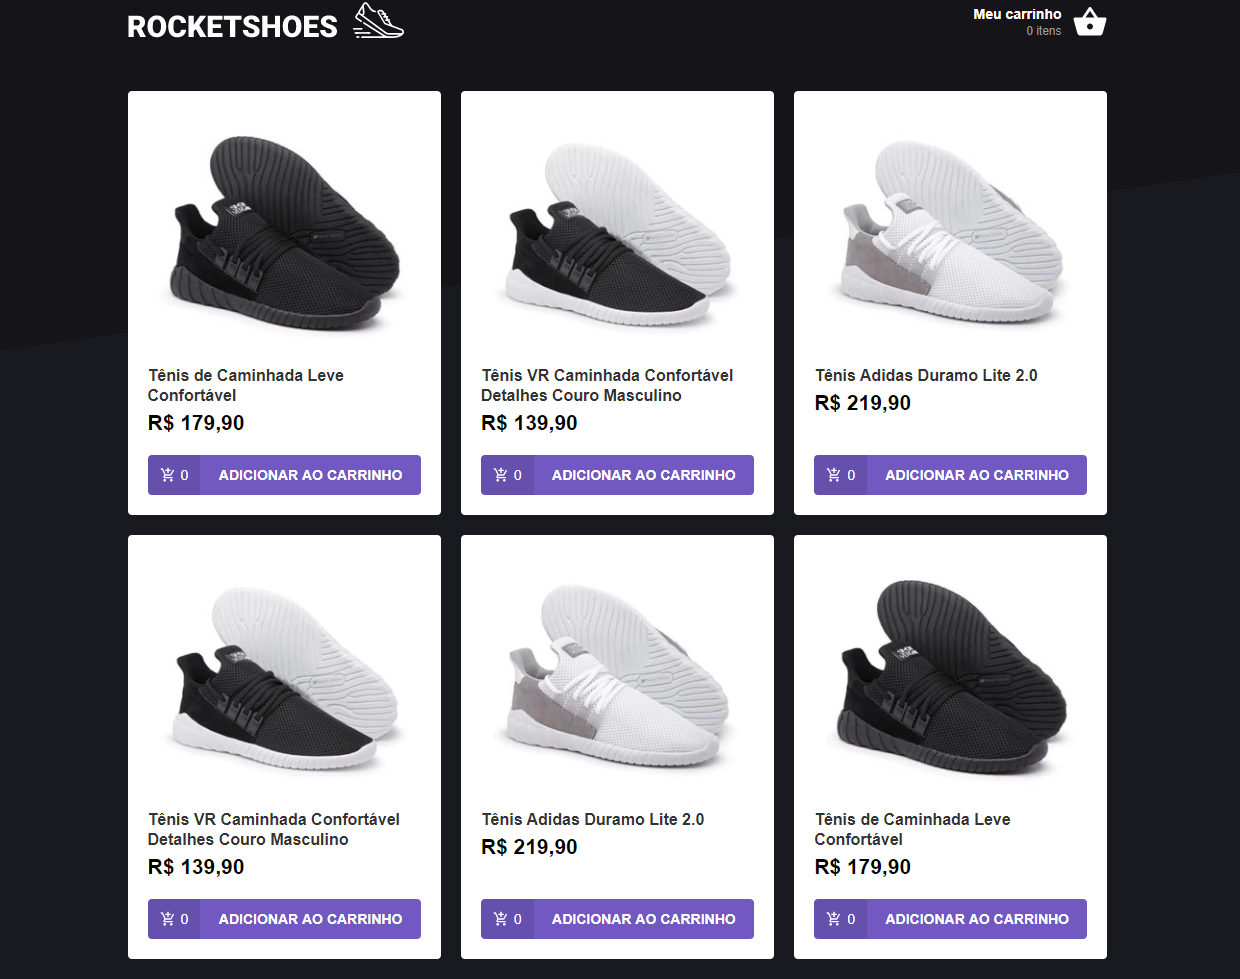 ROCKETSHOES
Meu carrinho
0 itens
Tênis de Caminhada Leve
Confortável
R$ 179,90
0 ADICIONAR AO CARRINHO
Tênis VR Caminhada Confortável
Detalhes Couro Masculino
R$ 139,90
0 ADICIONAR AO CARRINHO
Tênis Adidas Duramo Lite 2.0
R$ 219,90
0 ADICIONAR AO CARRINHO
Tênis VR Caminhada Confortável
Detalhes Couro Masculino
R$ 139,90
0 ADICIONAR AO CARRINHO
Tênis Adidas Duramo Lite 2.0
R$ 219,90
0 ADICIONAR AO CARRINHO
Tênis de Caminhada Leve
Confortável
R$ 179,90
0 ADICIONAR AO CARRINHO